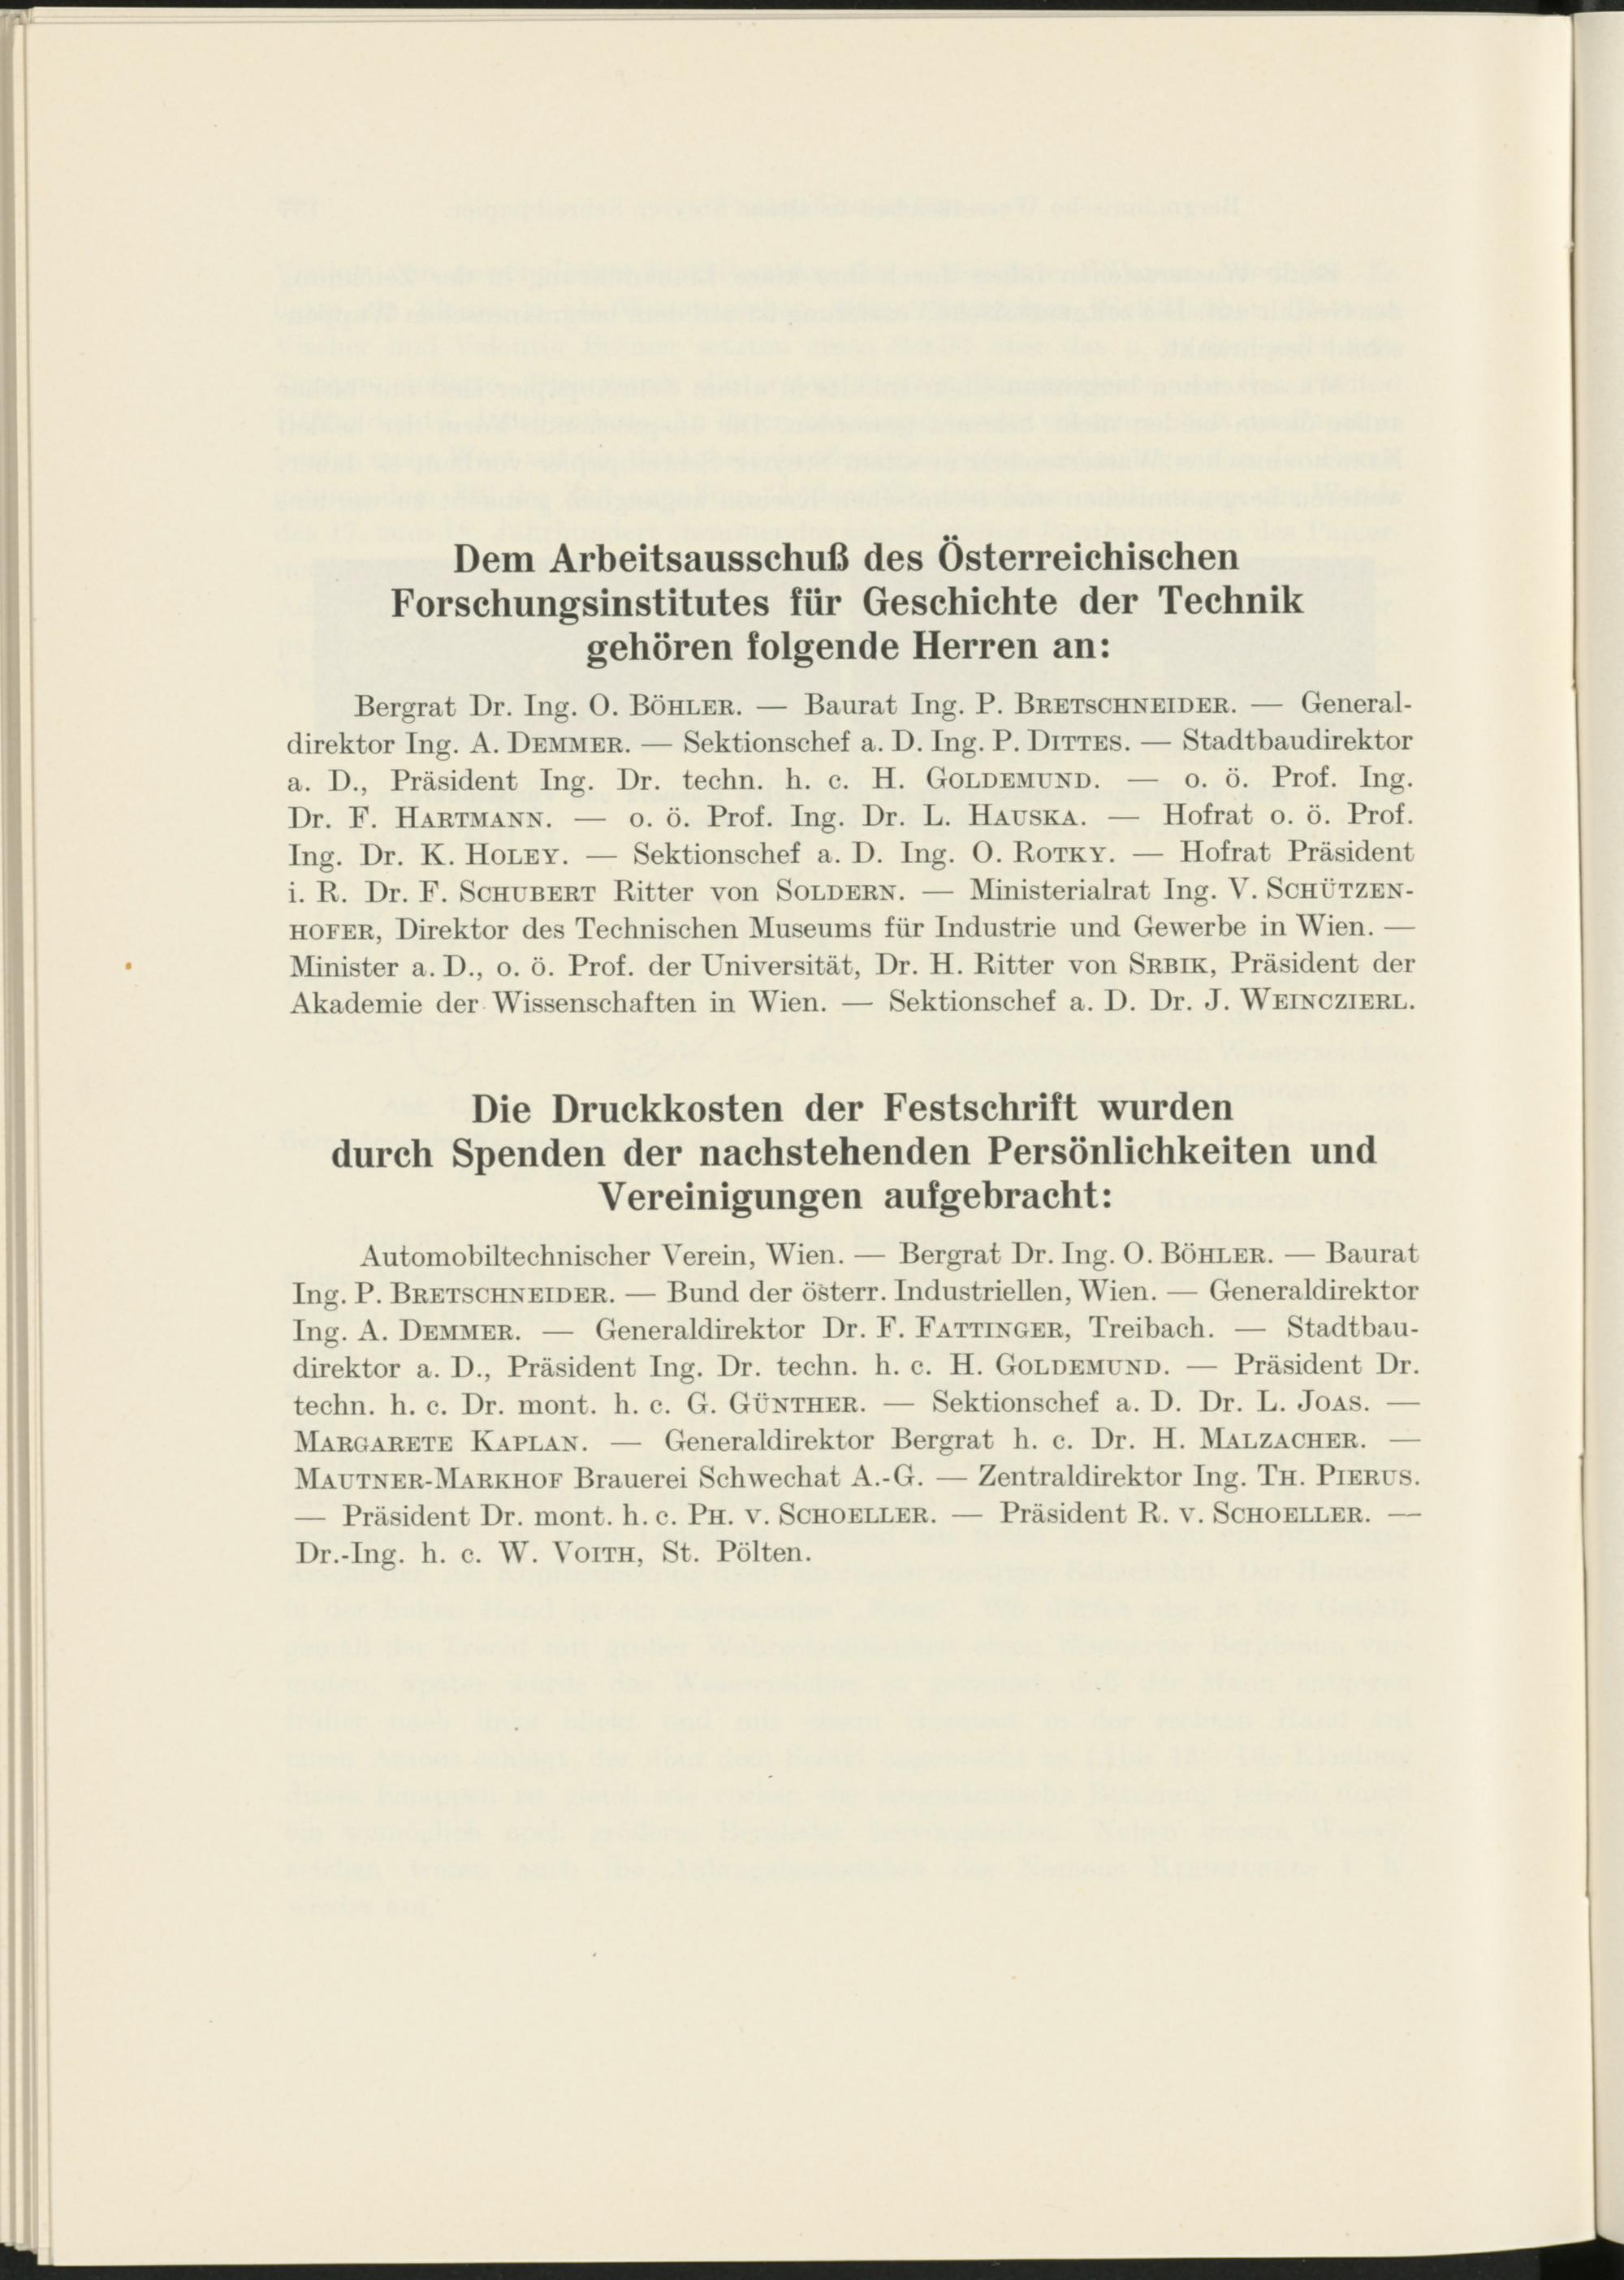 Dem Arbeitsausschuß des Österreichischen
Forschungsinstitutes für Geschichte der Technik
gehören folgende Herren an:
Bergrat Dr. Ing. O. BÖHLER. — Baurat Ing. P. BRETSCHNEIDER. — General-
direktor Ing. A. DEMMER. — Sektionschef a. D. Ing. P. DITTES. — Stadtbaudirektor
a. D., Präsident Ing. Dr. techn. h. c. H. GOLDEMUND. — o. ö. Prof. Ing.
Dr. F. HARTMANN. — o. ö. Prof. Ing. Dr. L. HAUSKA. — Hofrat o. ö. Prof.
Ing. Dr. K. HOLEY. — Sektionschef a. D. Ing. O. ROTKY. — Hofrat Präsident
i. R. Dr. F. SCHUBERT Ritter von SOLDERN. — Ministerialrat Ing. V. SCHÜTZEN-
HOFER, Direktor des Technischen Museums für Industrie und Gewerbe in Wien. —
Minister a. D., o. ö. Prof. der Universität, Dr. H. Ritter von SRBIK, Präsident der
Akademie der Wissenschaften in Wien. — Sektionschef a. D. Dr. J. WEINCZIERL.
Die Druckkosten der Festschrift wurden
durch Spenden der nachstehenden Persönlichkeiten und
Vereinigungen aufgebracht:
Automobiltechnischer Verein, Wien. — Bergrat Dr. Ing. O. BÖHLER. — Baurat
Ing. P. BRETSCHNEIDER. — Bund der österr. Industriellen, Wien. — Generaldirektor
Ing. A. DEMMER. — Generaldirektor Dr. F. FATTINGER, Treibach. — Stadtbau-
direktor a. D., Präsident Ing. Dr. techn. h. c. H. GOLDEMUND. — Präsident Dr.
techn. h. c. Dr. mont. h. c. G. GÜNTHER. — Sektionschef a. D. Dr. L. JOAS. —
MARGARETE KAPLAN. — Generaldirektor Bergrat h. c. Dr. H. MALZACHER. —
MAUTNER-MARKHOF Brauerei Schwechat A.-G. — Zentraldirektor Ing. TH. PIERUS.
— Präsident Dr. mont. h. c. PH. V. SCHOELLER. — Präsident R. V. SCHOELLER. —
Dr.-Ing. h. c. W. VOITH, St. Pölten.